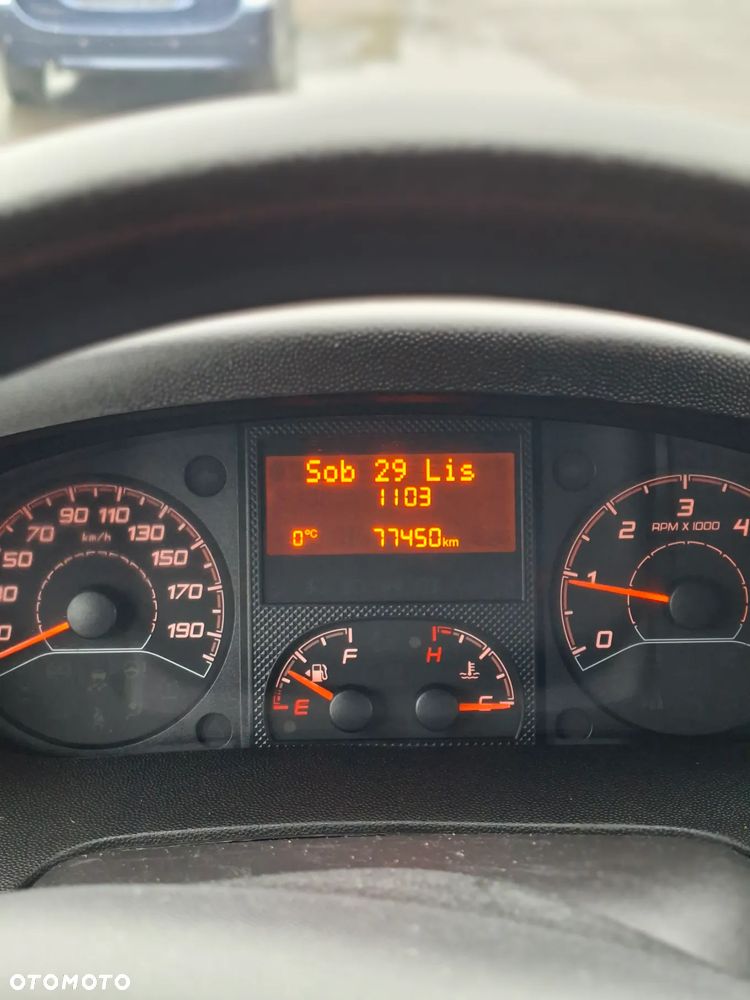 Sob 29 Lis
1103
0°C 77450km
50 70 90 110 130 150 170 190
km/h
0 1 2 3 4
RPM X 1000
F
E
H
C
OTOMOTO